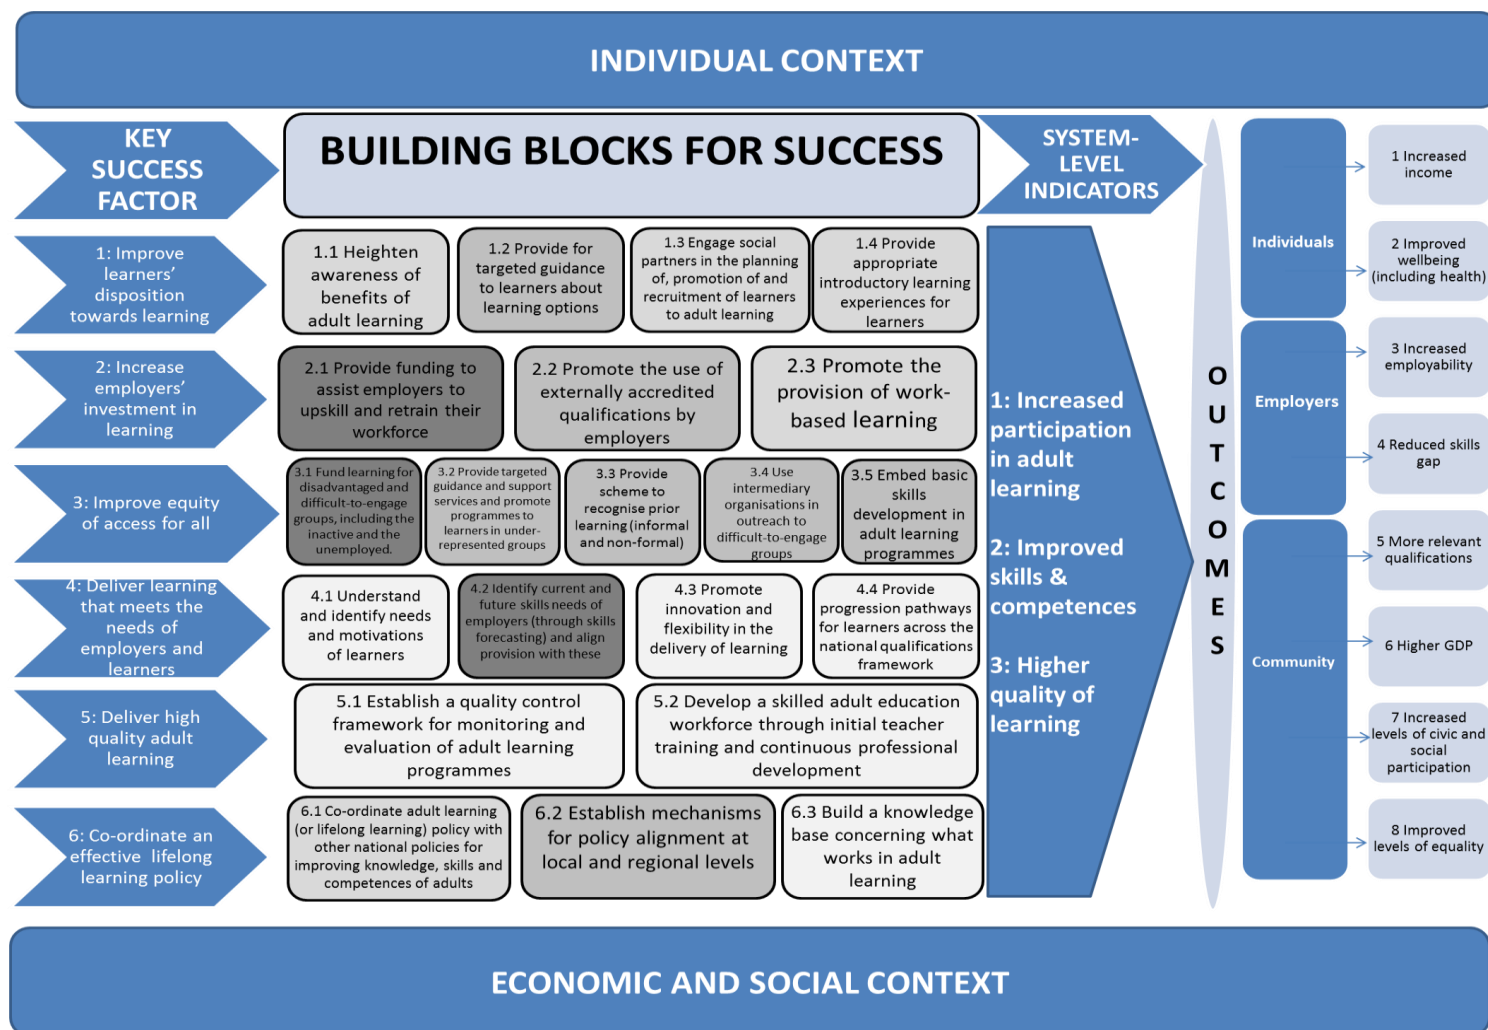 INDIVIDUAL CONTEXT
KEY
SUCCESS
FACTOR
BUILDING BLOCKS FOR SUCCESS
SYSTEM-
LEVEL
INDICATORS
1: Improve
learners'
disposition
towards learning
1.1 Heighten
awareness of
benefits of
adult learning
1.2 Provide for
targeted guidance
to learners about
learning options
1.3 Engage social
partners in the planning
of, promotion of and
recruitment of learners
to adult learning
1.4 Provide
appropriate
introductory learning
experiences for
learners
2: Increase
employers'
investment in
learning
2.1 Provide funding to
assist employers to
upskill and retrain their
workforce
2.2 Promote the use of
externally accredited
qualifications by
employers
2.3 Promote the
provision of work-
based learning
3: Improve equity
of access for all
3.1 Fund learning for
disadvantaged and
difficult-to-engage
groups, including the
inactive and the
unemployed.
3.2 Provide targeted
guidance and support
services and promote
programmes to
learners in under-
represented groups
3.3 Provide
scheme to
recognise prior
learning (informal
and non-formal)
3.4 Use
intermediary
organisations in
outreach to
difficult-to-engage
groups
3.5 Embed basic
skills
development in
adult learning
programmes
4: Deliver learning
that meets the
needs of
employers and
learners
4.1 Understand
and identify needs
and motivations
of learners
4.2 Identify current and
future skills needs of
employers (through skills
forecasting) and align
provision with these
4.3 Promote
innovation and
flexibility in the
delivery of learning
4.4 Provide
progression pathways
for learners across the
national qualifications
framework
5: Deliver high
quality adult
learning
5.1 Establish a quality control
framework for monitoring and
evaluation of adult learning
programmes
5.2 Develop a skilled adult education
workforce through initial teacher
training and continuous professional
development
6: Co-ordinate an
effective lifelong
learning policy
6.1 Co-ordinate adult learning
(or lifelong learning) policy with
other national policies for
improving knowledge, skills and
competences of adults
6.2 Establish mechanisms
for policy alignment at
local and regional levels
6.3 Build a knowledge
base concerning what
works in adult
learning
1: Increased
participation
in adult
learning
2: Improved
skills &
competences
3: Higher
quality of
learning
OUTCOMES
Individuals
Employers
Community
1 Increased
income
2 Improved
wellbeing
(including health)
3 Increased
employability
4 Reduced skills
gap
5 More relevant
qualifications
6 Higher GDP
7 Increased
levels of civic and
social
participation
8 Improved
levels of equality
ECONOMIC AND SOCIAL CONTEXT